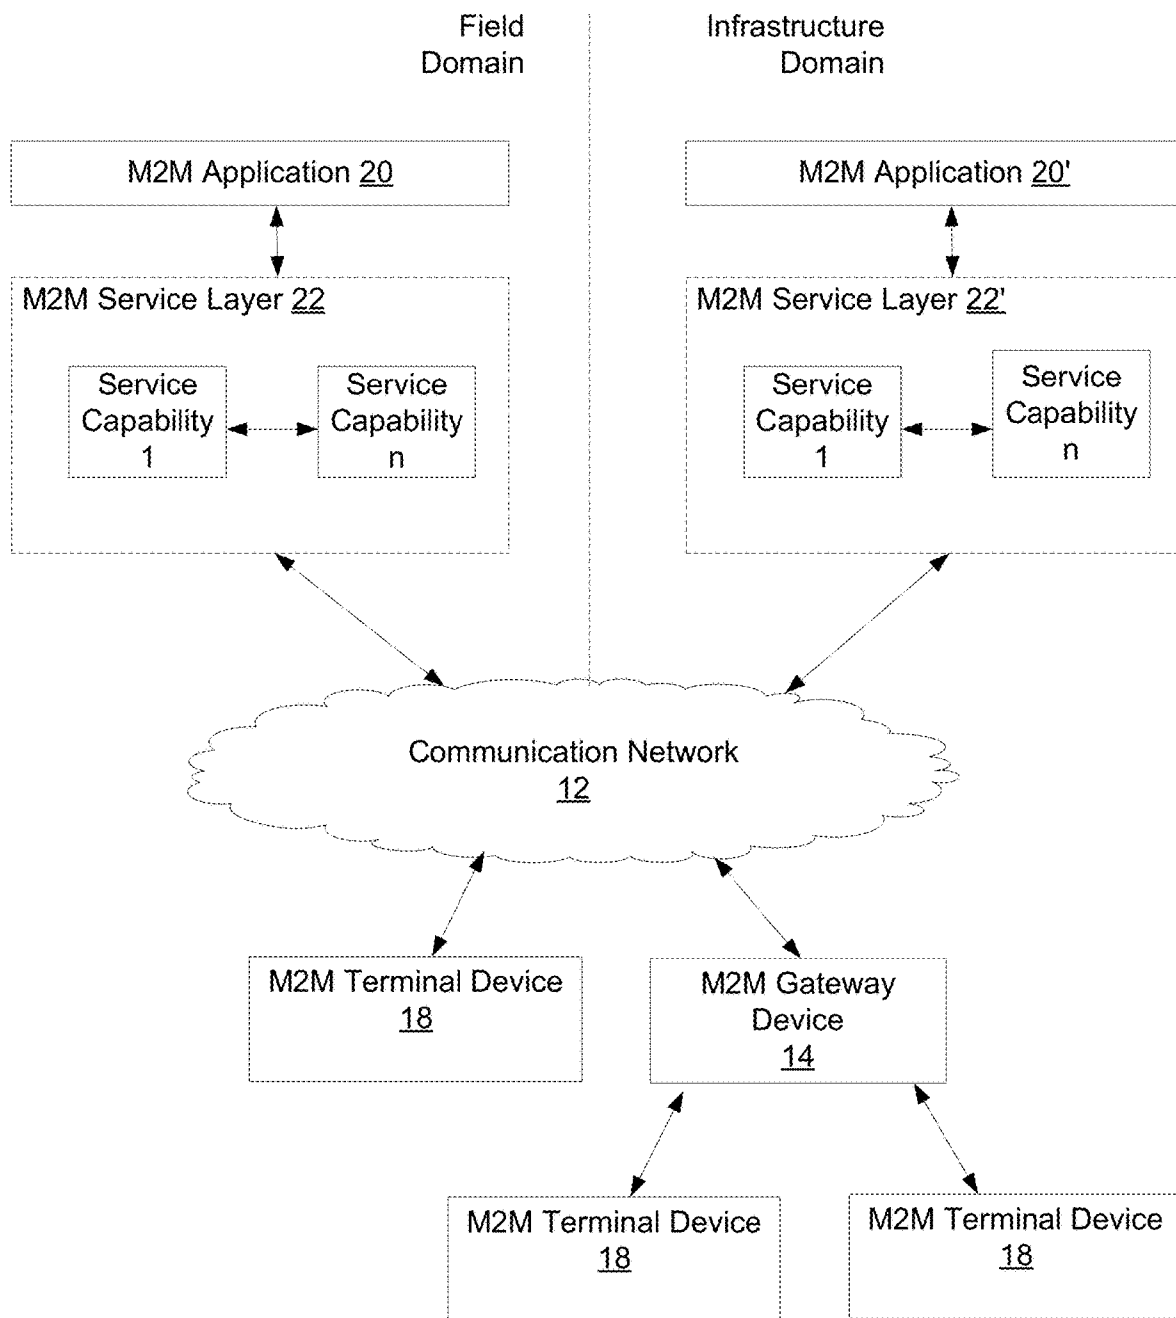 Field
Domain
Infrastructure
Domain
M2M Application 20
M2M Application 20'
M2M Service Layer 22
Service
Capability
1
Service
Capability
n
M2M Service Layer 22'
Service
Capability
1
Service
Capability
n
Communication Network
12
M2M Terminal Device
18
M2M Gateway
Device
14
M2M Terminal Device
18
M2M Terminal Device
18